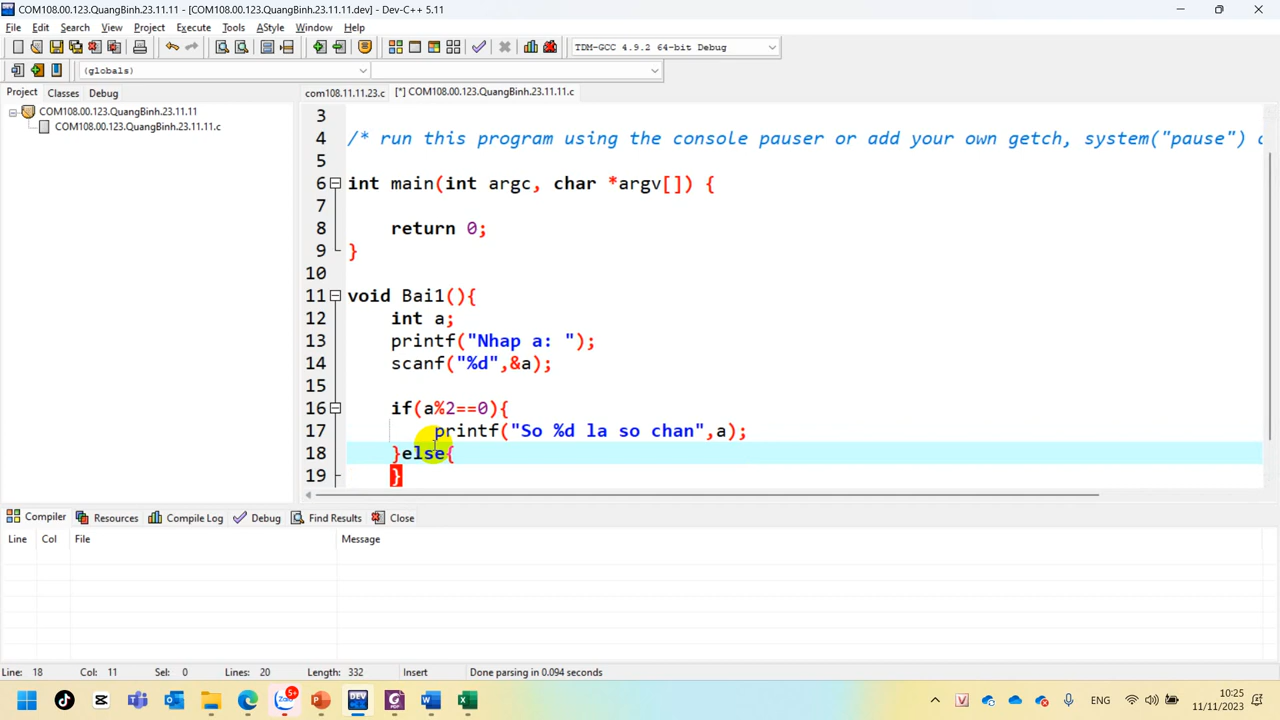 COM108.00.123.QuangBinh.23.11.11 - [COM108.00.123.QuangBinh.23.11.11.dev] - Dev-C++ 5.11
File Edit Search View Project Execute Tools AStyle Window Help
TDM-GCC 4.9.2 64-bit Debug
(globals)
Project Classes Debug
com108.11.11.23.c [*] COM108.00.123.QuangBinh.23.11.11.c
COM108.00.123.QuangBinh.23.11.11
COM108.00.123.QuangBinh.23.11.11.c
3
4 /* run this program using the console pauser or add your own getch, system("pause") o
5
6 int main(int argc, char *argv[]) {
7
8 return 0;
9 }
10
11 void Bai1(){
12 int a;
13 printf("Nhap a: ");
14 scanf("%d",&a);
15
16 if(a%2==0){
17 printf("So %d la so chan",a);
18 }else{
19 }
Compiler Resources Compile Log Debug Find Results Close
Line Col File Message
Line: 18 Col: 11 Sel: 0 Lines: 20 Length: 332 Insert Done parsing in 0.094 seconds
5+
Zalo
DEV
PDF
ENG
10:25
11/11/2023